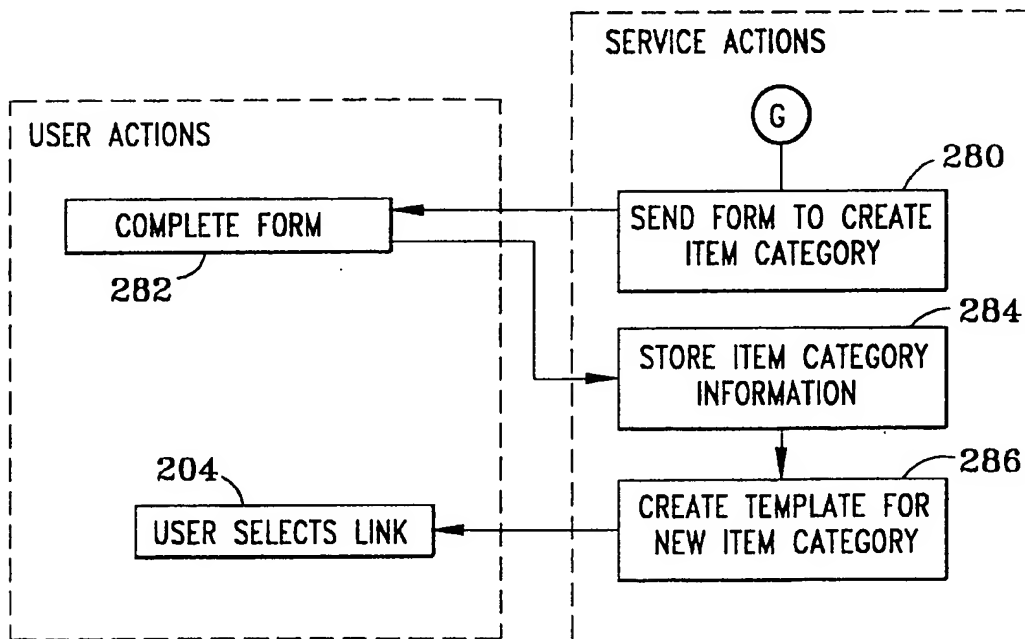 SERVICE ACTIONS
G
USER ACTIONS
280
SEND FORM TO CREATE
ITEM CATEGORY
COMPLETE FORM
282
284
STORE ITEM CATEGORY
INFORMATION
204
USER SELECTS LINK
286
CREATE TEMPLATE FOR
NEW ITEM CATEGORY